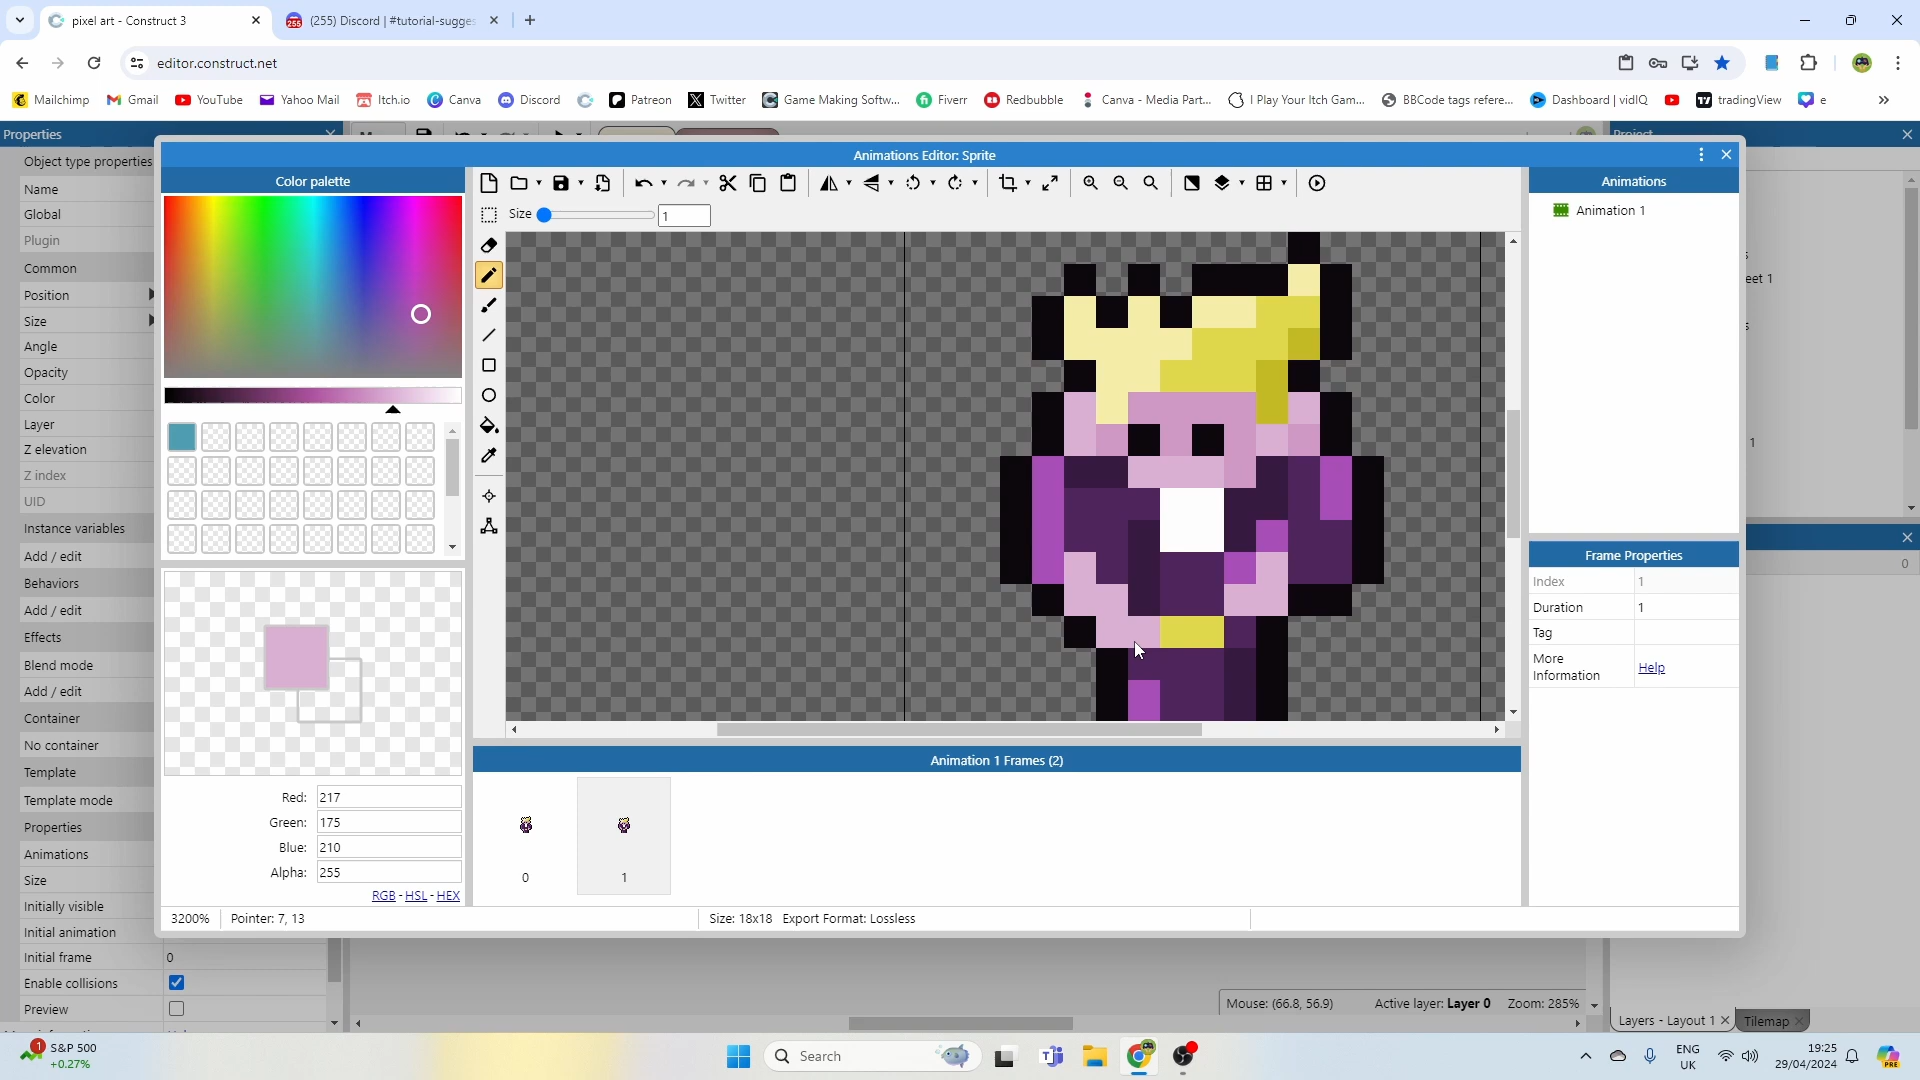 pixel art - Construct 3
(255) Discord | #tutorial-sugges
editor.construct.net
Mailchimp
Gmail
YouTube
Yahoo Mail
Itch.io
Canva
Discord
Patreon
Twitter
Game Making Softw...
Fiverr
Redbubble
Canva - Media Part...
I Play Your Itch Gam...
BBCode tags refere...
Dashboard | vidIQ
tradingView
e
Properties
Project
Animations Editor: Sprite
Object type properties
Name
Global
Plugin
Common
Position
Size
Angle
Opacity
Color
Layer
Z elevation
Z index
UID
Instance variables
Add / edit
Behaviors
Add / edit
Effects
Blend mode
Add / edit
Container
No container
Template
Template mode
Properties
Animations
Size
Initially visible
Initial animation
Initial frame 0
Enable collisions
Preview
Color palette
Size 1
Animations
Animation 1
eet 1
1
0
Frame Properties
Index 1
Duration 1
Tag
More Information Help
Animation 1 Frames (2)
0
1
Red: 217
Green: 175
Blue: 210
Alpha: 255
RGB - HSL - HEX
3200%
Pointer: 7, 13
Size: 18x18 Export Format: Lossless
Mouse: (66.8, 56.9)
Active layer: Layer 0
Zoom: 285%
Layers - Layout 1
Tilemap
1
S&P 500
+0.27%
Search
ENG
UK
19:25
29/04/2024
PRE